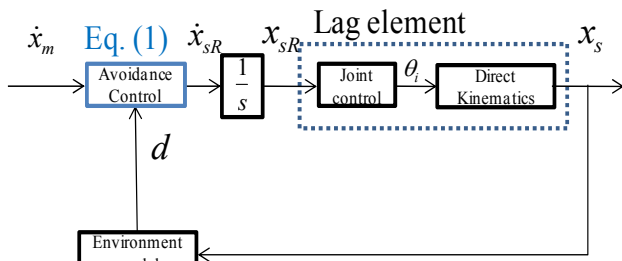 Lag element
ẋₘ Eq. (1) ẋₛR xₛR xₛ
Avoidance
Control
1
s
Joint
control
θᵢ
Direct
Kinematics
d
Environment